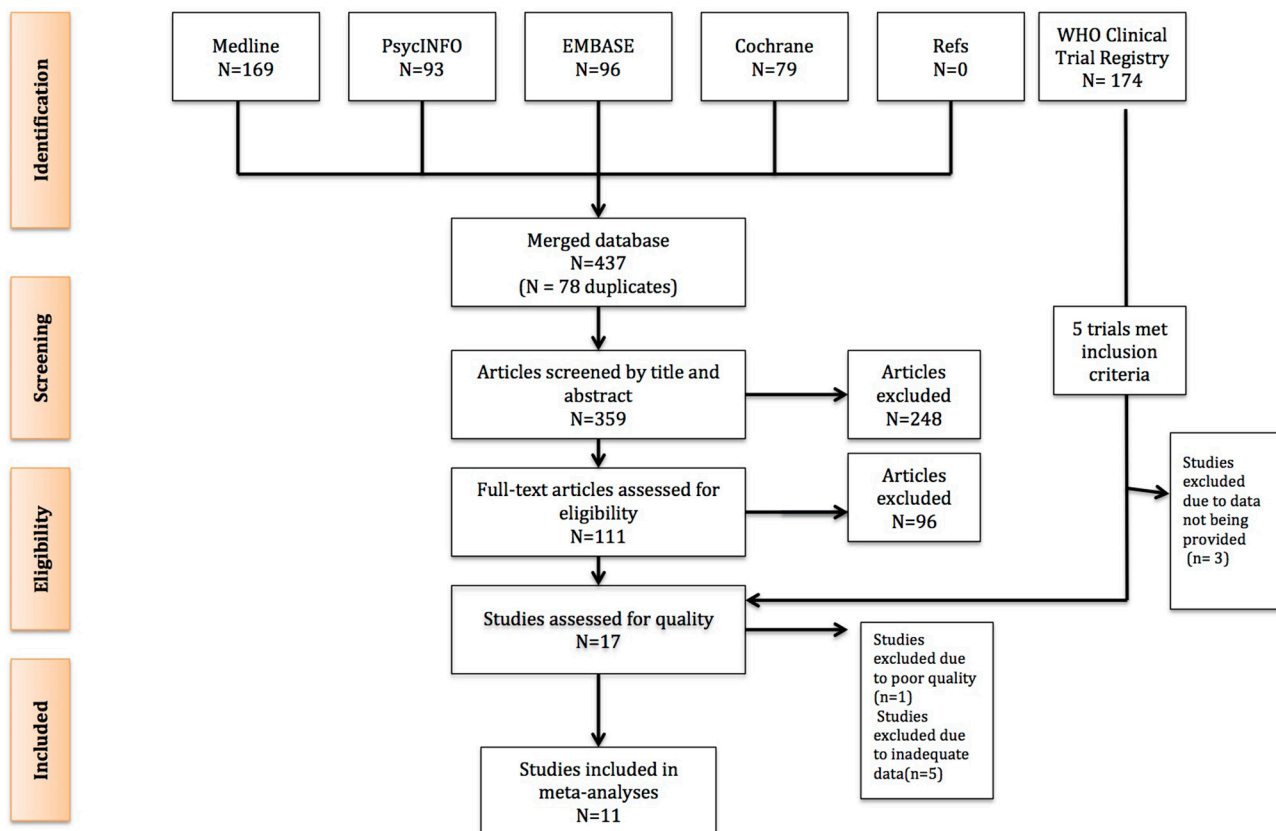 Identification
Medline
N=169
PsycINFO
N=93
EMBASE
N=96
Cochrane
N=79
Refs
N=0
WHO Clinical
Trial Registry
N= 174
Merged database
N=437
(N = 78 duplicates)
Screening
Articles screened by title and
abstract
N=359
Articles
excluded
N=248
5 trials met
inclusion
criteria
Eligibility
Full-text articles assessed for
eligibility
N=111
Articles
excluded
N=96
Studies
excluded
due to data
not being
provided
(n= 3)
Studies assessed for quality
N=17
Studies
excluded due
to poor quality
(n=1)
Studies
excluded due
to inadequate
data(n=5)
Included
Studies included in
meta-analyses
N=11